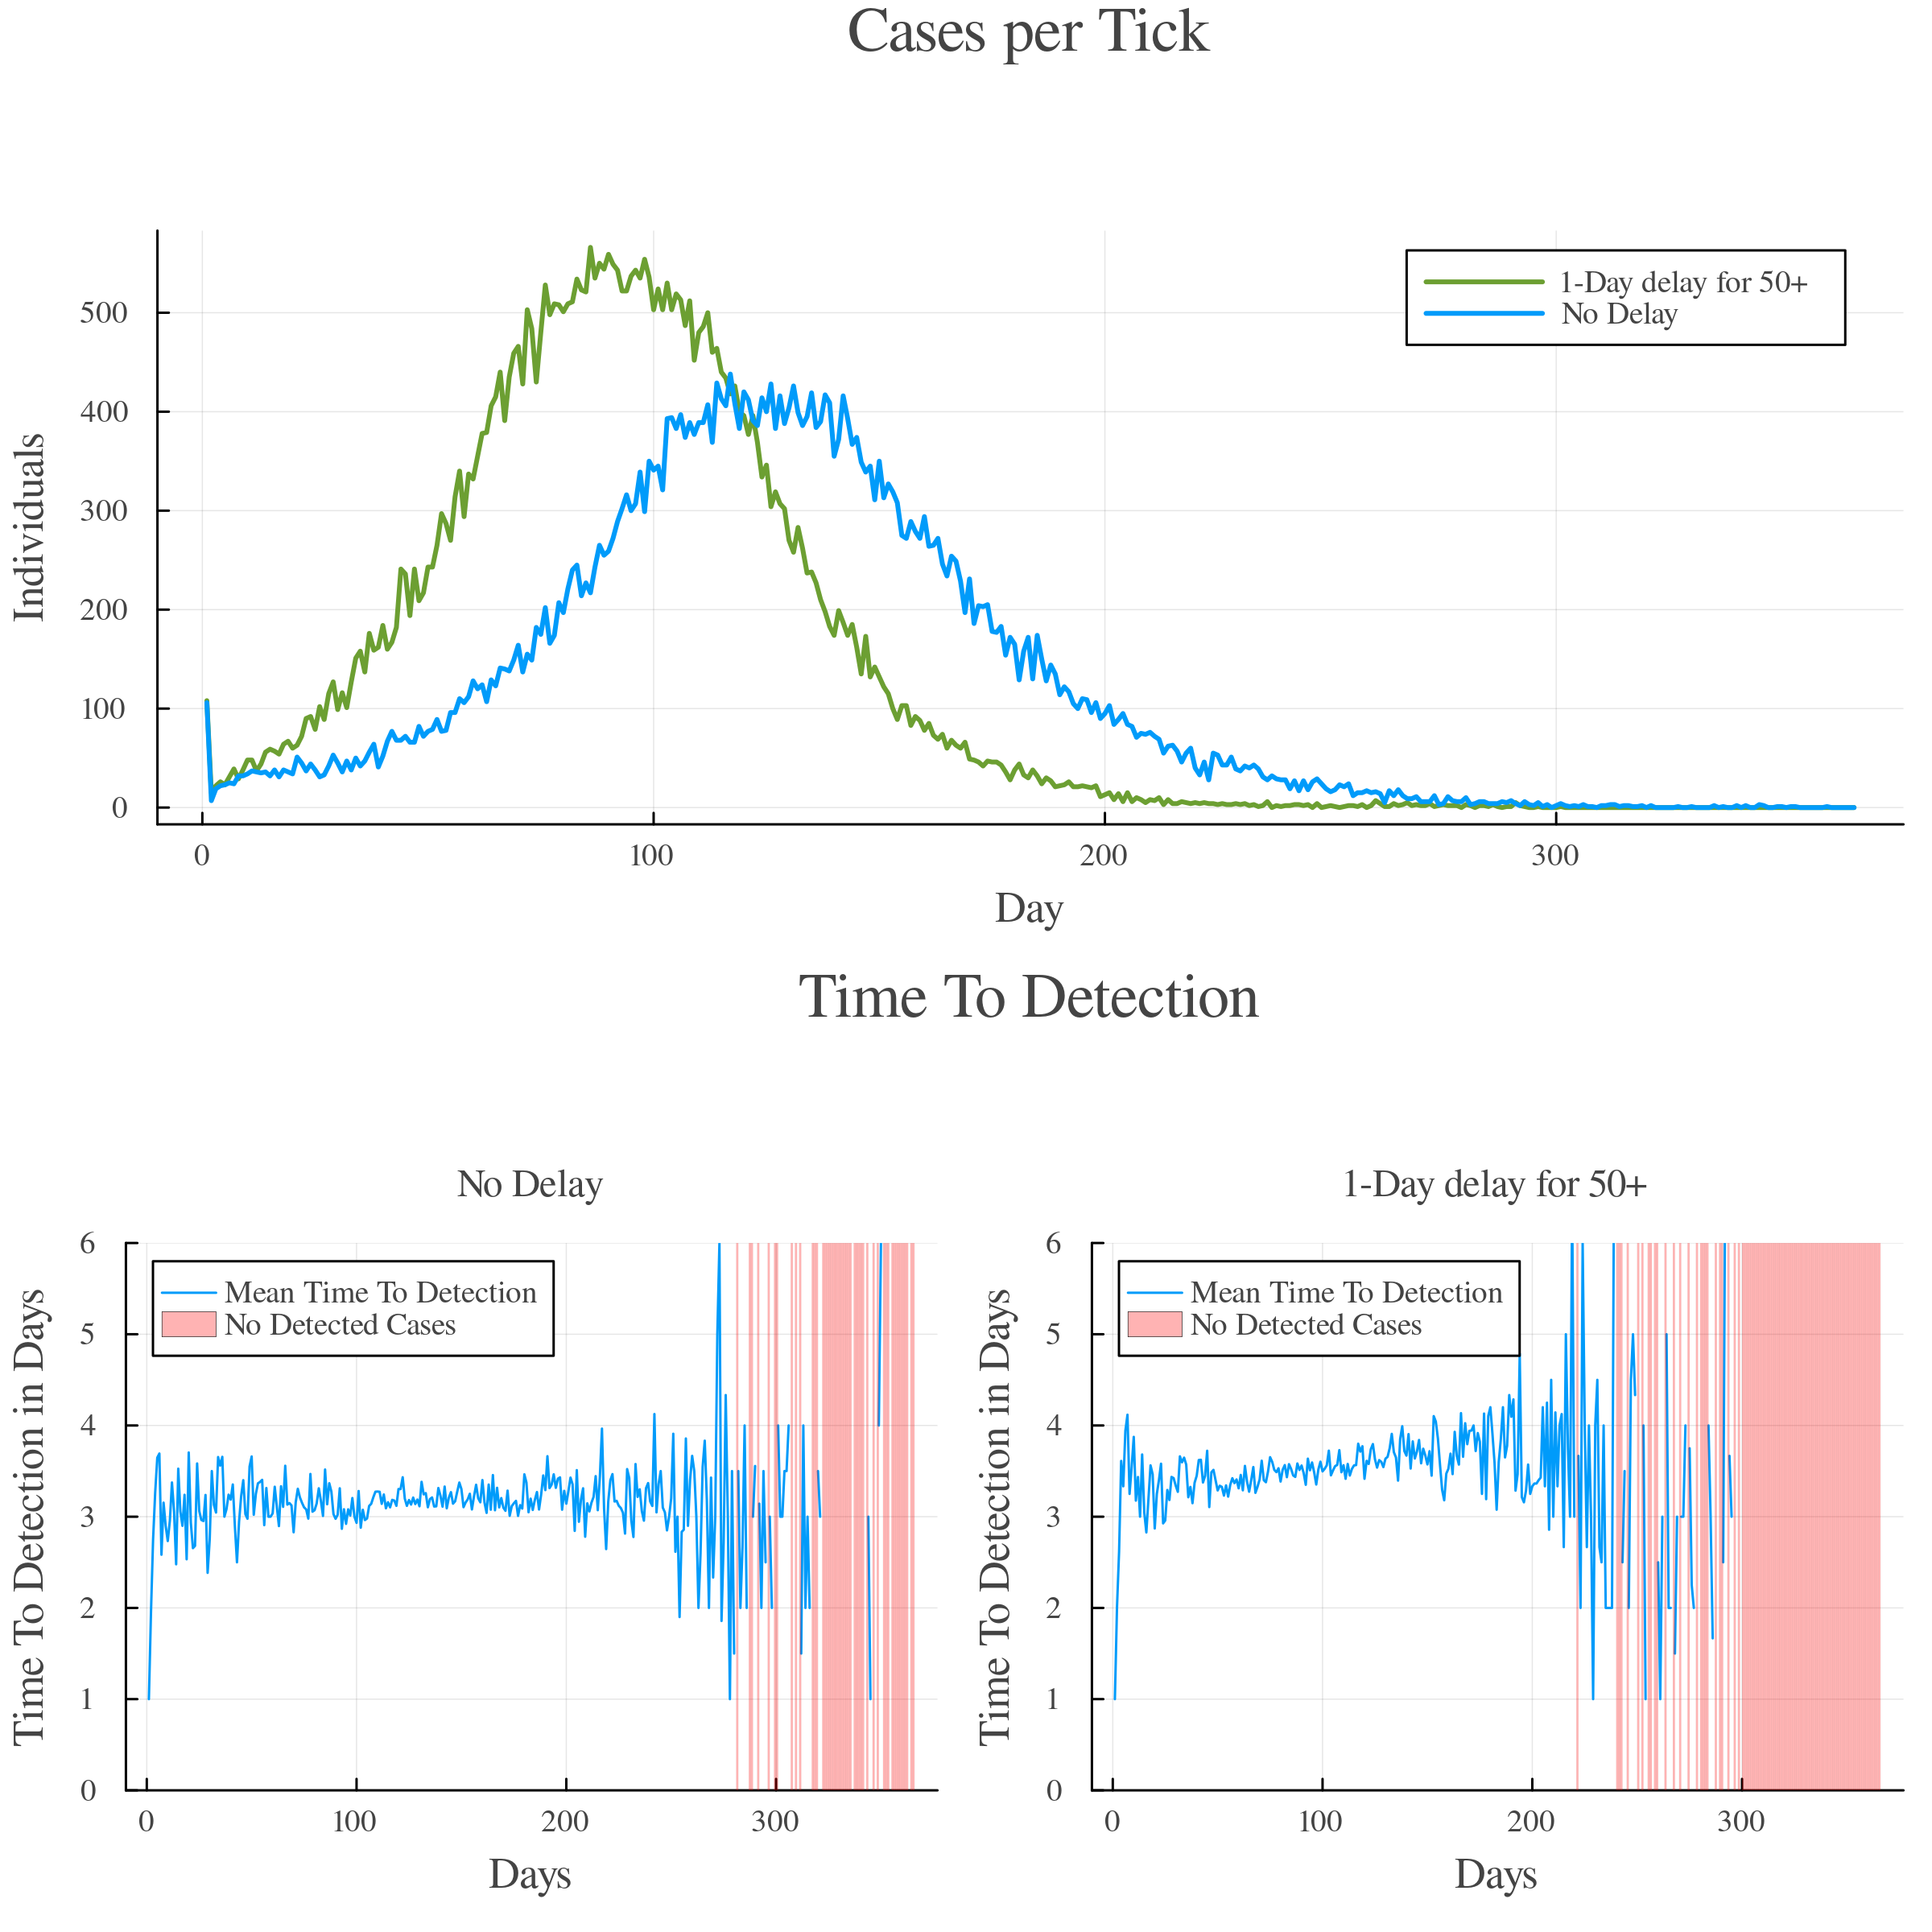 Cases per Tick
500
400
300
200
100
0
Individuals
1-Day delay for 50+
No Delay
0 100 200 300
Day
Time To Detection
No Delay
6
5
4
3
2
1
0
Time To Detection in Days
Mean Time To Detection
No Detected Cases
0 100 200 300
Days
1-Day delay for 50+
6
5
4
3
2
1
0
Time To Detection in Days
Mean Time To Detection
No Detected Cases
0 100 200 300
Days